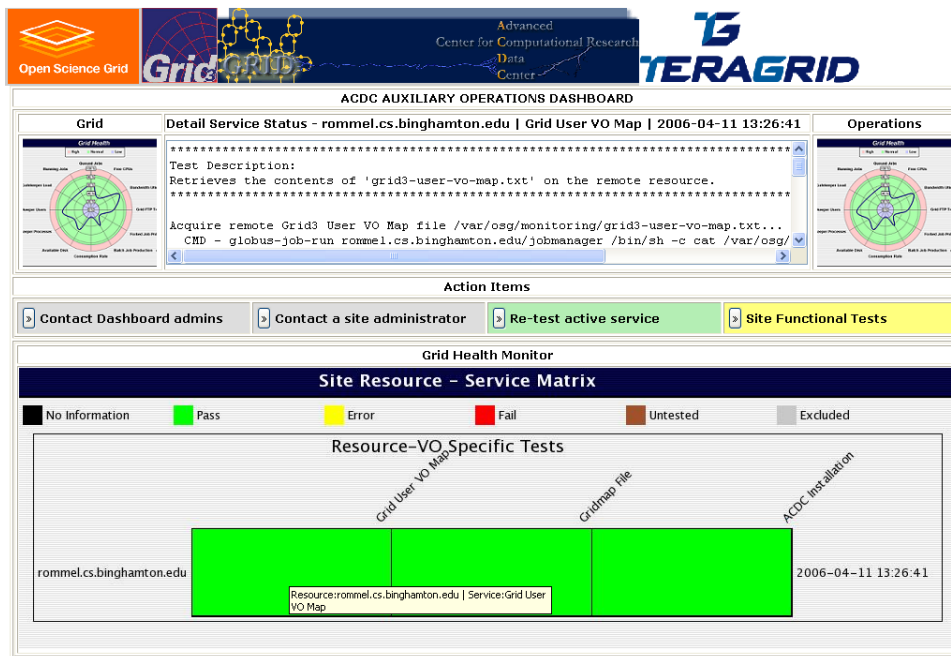 Open Science Grid
Grid3
GRID
Advanced
Center for Computational Research
Data
Center
TERAGRID
ACDC AUXILIARY OPERATIONS DASHBOARD
Grid
Detail Service Status - rommel.cs.binghamton.edu | Grid User VO Map | 2006-04-11 13:26:41
Operations
Grid Health
Grid Health
Test Description:
Retrieves the contents of 'grid3-user-vo-map.txt' on the remote resource.
Acquire remote Grid3 User VO Map file /var/osg/monitoring/grid3-user-vo-map.txt...
CMD - globus-job-run rommel.cs.binghamton.edu/jobmanager /bin/sh -c cat /var/osg/
Action Items
Contact Dashboard admins
Contact a site administrator
Re-test active service
Site Functional Tests
Grid Health Monitor
Site Resource - Service Matrix
No Information
Pass
Error
Fail
Untested
Excluded
Resource-VO Specific Tests
Grid User VO Map
Gridmap File
ACDC Installation
rommel.cs.binghamton.edu
2006-04-11 13:26:41
Resource:rommel.cs.binghamton.edu | Service:Grid User
VO Map